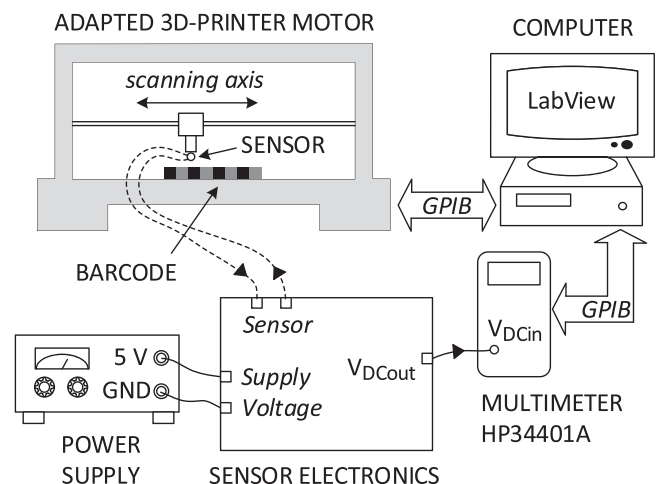 ADAPTED 3D-PRINTER MOTOR
COMPUTER
scanning axis
LabView
SENSOR
GPIB
BARCODE
GPIB
Sensor
VDCin
5 V
Supply
VDCout
GND
Voltage
MULTIMETER
HP34401A
POWER
SUPPLY
SENSOR ELECTRONICS